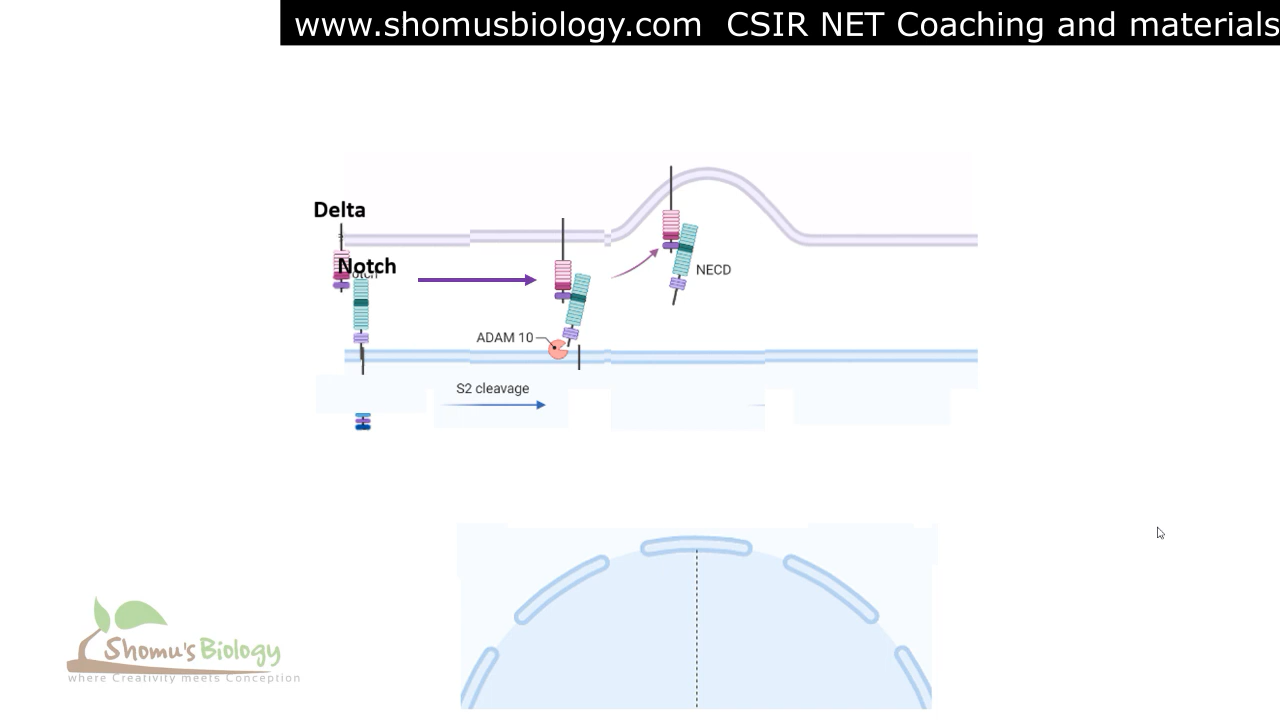 www.shomusbiology.com CSIR NET Coaching and materials
Delta
Notch
NECD
ADAM 10
S2 cleavage
Shomu's Biology
where Creativity meets Conception